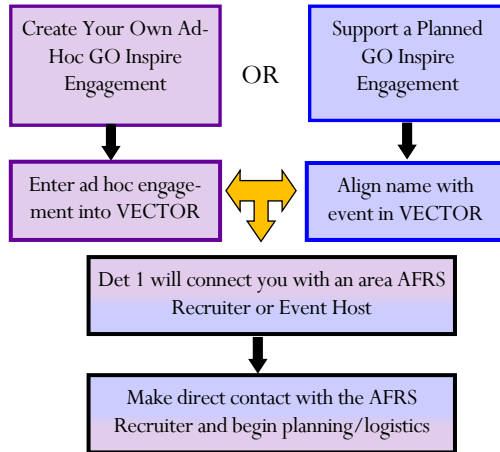 Create Your Own Ad-
Hoc GO Inspire
Engagement
OR
Support a Planned
GO Inspire
Engagement
Enter ad hoc engage-
ment into VECTOR
Align name with
event in VECTOR
Det 1 will connect you with an area AFRS
Recruiter or Event Host
Make direct contact with the AFRS
Recruiter and begin planning/logistics